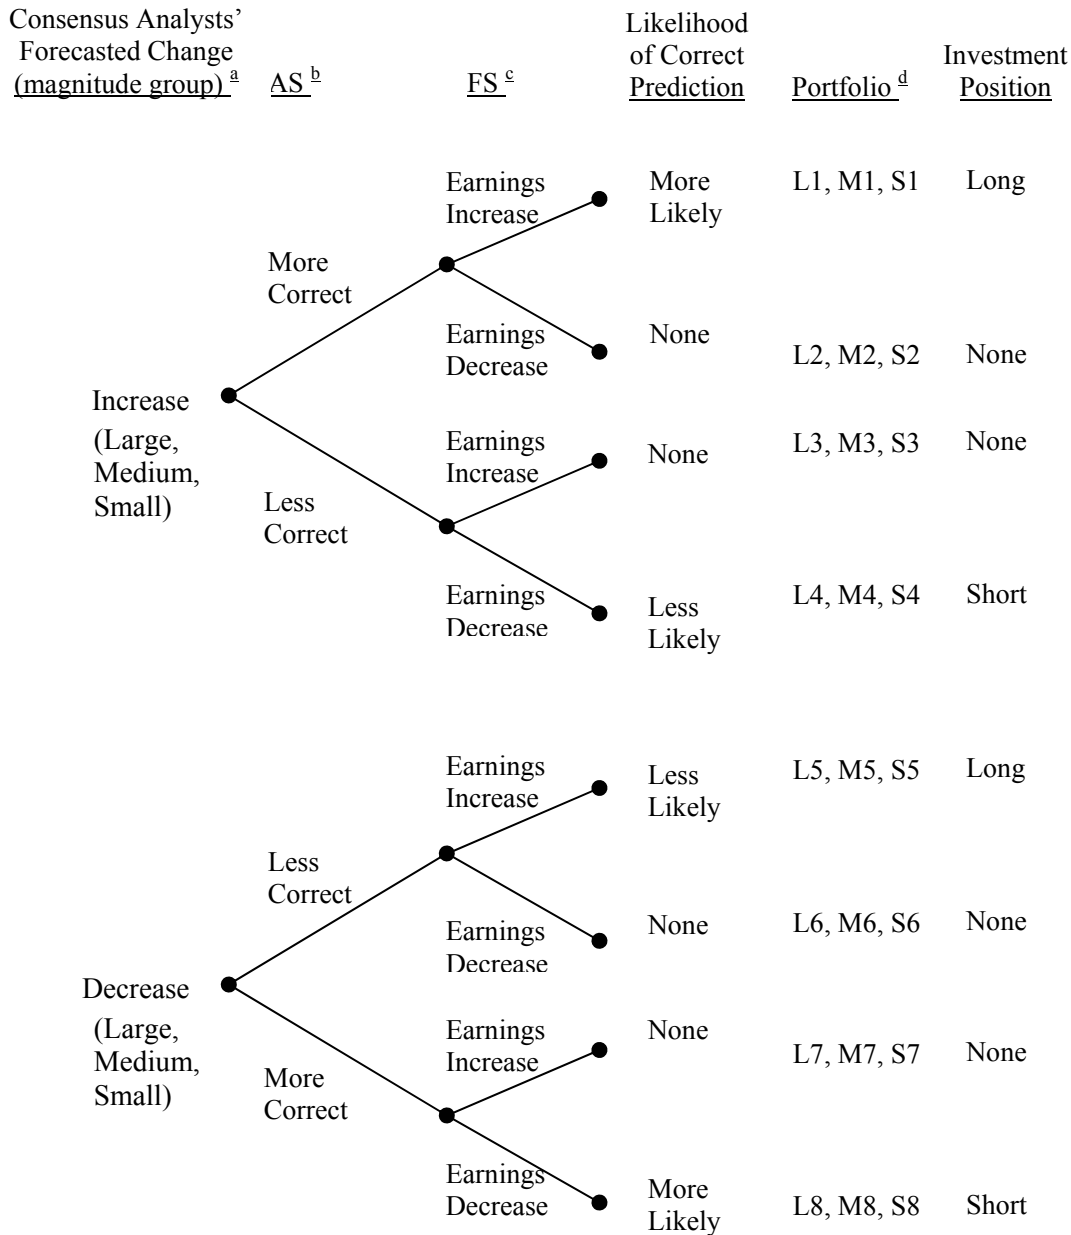 Consensus Analysts’
Forecasted Change
(magnitude group) a
AS b
FS c
Likelihood
of Correct
Prediction
Portfolio d
Investment
Position
Earnings
Increase
More
Likely
L1, M1, S1
Long
More
Correct
Earnings
Decrease
None
L2, M2, S2
None
Increase
(Large,
Medium,
Small)
Earnings
Increase
None
L3, M3, S3
None
Less
Correct
Earnings
Decrease
Less
Likely
L4, M4, S4
Short
Earnings
Increase
Less
Likely
L5, M5, S5
Long
Less
Correct
Earnings
Decrease
None
L6, M6, S6
None
Decrease
(Large,
Medium,
Small)
Earnings
Increase
None
L7, M7, S7
None
More
Correct
Earnings
Decrease
More
Likely
L8, M8, S8
Short